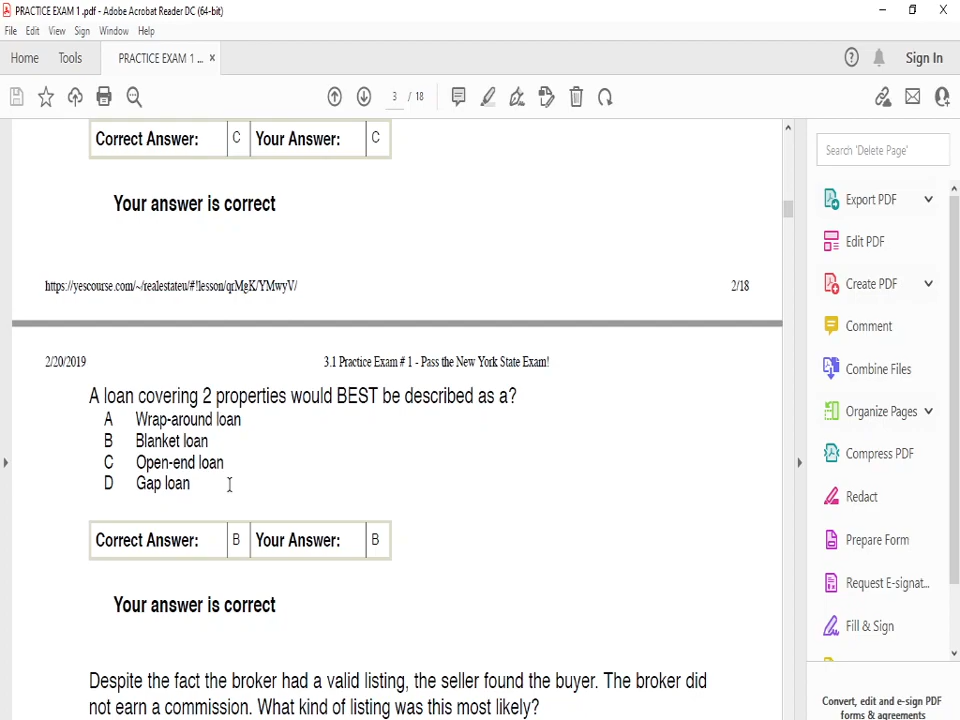 PRACTICE EXAM 1 .pdf - Adobe Acrobat Reader DC (64-bit)
File Edit View Sign Window Help
Home Tools PRACTICE EXAM 1 ... × Sign In
3 / 18
Correct Answer: C Your Answer: C
Your answer is correct
https://yescourse.com/~/realestateu/#!lesson/qrMgK/YMwyV/ 2/18
2/20/2019 3.1 Practice Exam # 1 - Pass the New York State Exam!
A loan covering 2 properties would BEST be described as a?
A Wrap-around loan
B Blanket loan
C Open-end loan
D Gap loan
Correct Answer: B Your Answer: B
Your answer is correct
Despite the fact the broker had a valid listing, the seller found the buyer. The broker did
not earn a commission. What kind of listing was this most likely?
Search 'Delete Page'
Export PDF
Edit PDF
Create PDF
Comment
Combine Files
Organize Pages
Compress PDF
Redact
Prepare Form
Request E-signat...
Fill & Sign
Convert, edit and e-sign PDF
forms & agreements